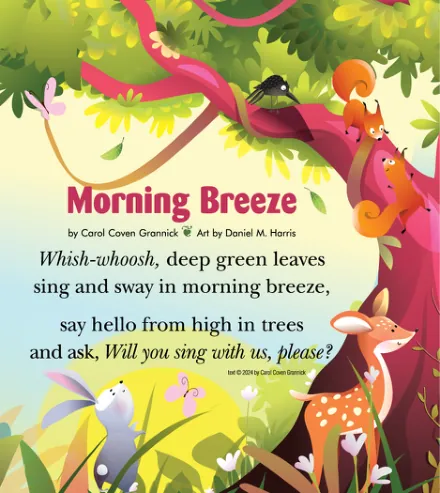 Morning Breeze
by Carol Coven Grannick Art by Daniel M. Harris
Whish-whoosh, deep green leaves
sing and sway in morning breeze,
say hello from high in trees
and ask, Will you sing with us, please?
text © 2024 by Carol Coven Grannick